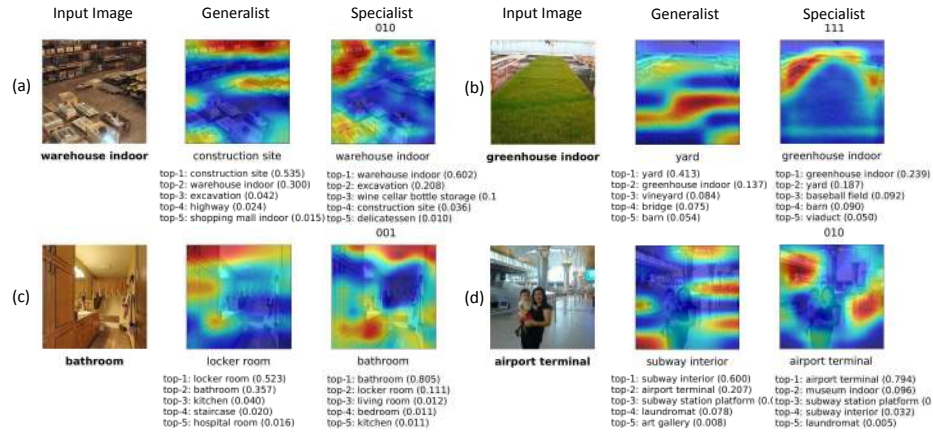 Input Image Generalist Specialist Input Image Generalist Specialist
010 111
(a) (b)
warehouse indoor construction site warehouse indoor greenhouse indoor yard greenhouse indoor
top-1: construction site (0.535) top-1: warehouse indoor (0.602) top-1: yard (0.413) top-1: greenhouse indoor (0.239)
top-2: warehouse indoor (0.300) top-2: excavation (0.208) top-2: greenhouse indoor (0.137) top-2: yard (0.187)
top-3: excavation (0.042) top-3: wine cellar bottle storage (0.1 top-3: vineyard (0.084) top-3: baseball field (0.092)
top-4: highway (0.024) top-4: construction site (0.036) top-4: bridge (0.075) top-4: barn (0.090)
top-5: shopping mall indoor (0.015) top-5: delicatessen (0.010) top-5: barn (0.054) top-5: viaduct (0.050)
001 010
(c) (d)
bathroom locker room bathroom airport terminal subway interior airport terminal
top-1: locker room (0.523) top-1: bathroom (0.805) top-1: subway interior (0.600) top-1: airport terminal (0.794)
top-2: bathroom (0.357) top-2: locker room (0.111) top-2: airport terminal (0.207) top-2: museum indoor (0.096)
top-3: kitchen (0.040) top-3: living room (0.012) top-3: subway station platform (0. top-3: subway station platform (0
top-4: staircase (0.020) top-4: bedroom (0.011) top-4: laundromat (0.078) top-4: subway interior (0.032)
top-5: hospital room (0.016) top-5: kitchen (0.011) top-5: art gallery (0.008) top-5: laundromat (0.005)